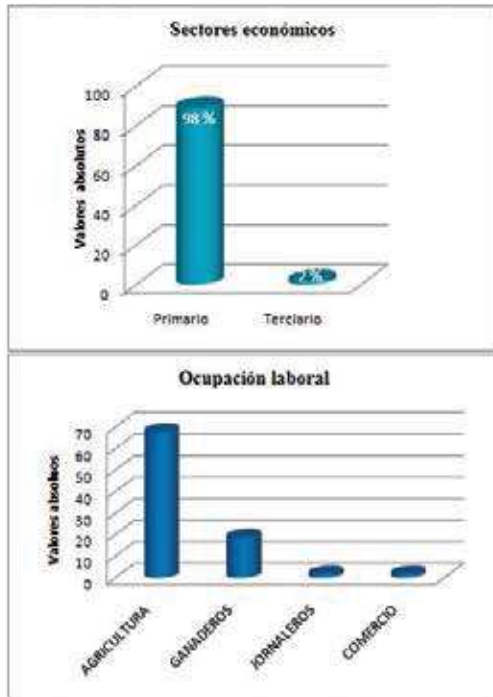 Sectores económicos
Valores absolutos
100
80
60
40
20
0
98 %
2 %
Primario
Terciario
Ocupación laboral
Valores absolutos
70
60
50
40
30
20
10
0
AGRICULTURA
GANADEROS
JORNALEROS
COMERCIO